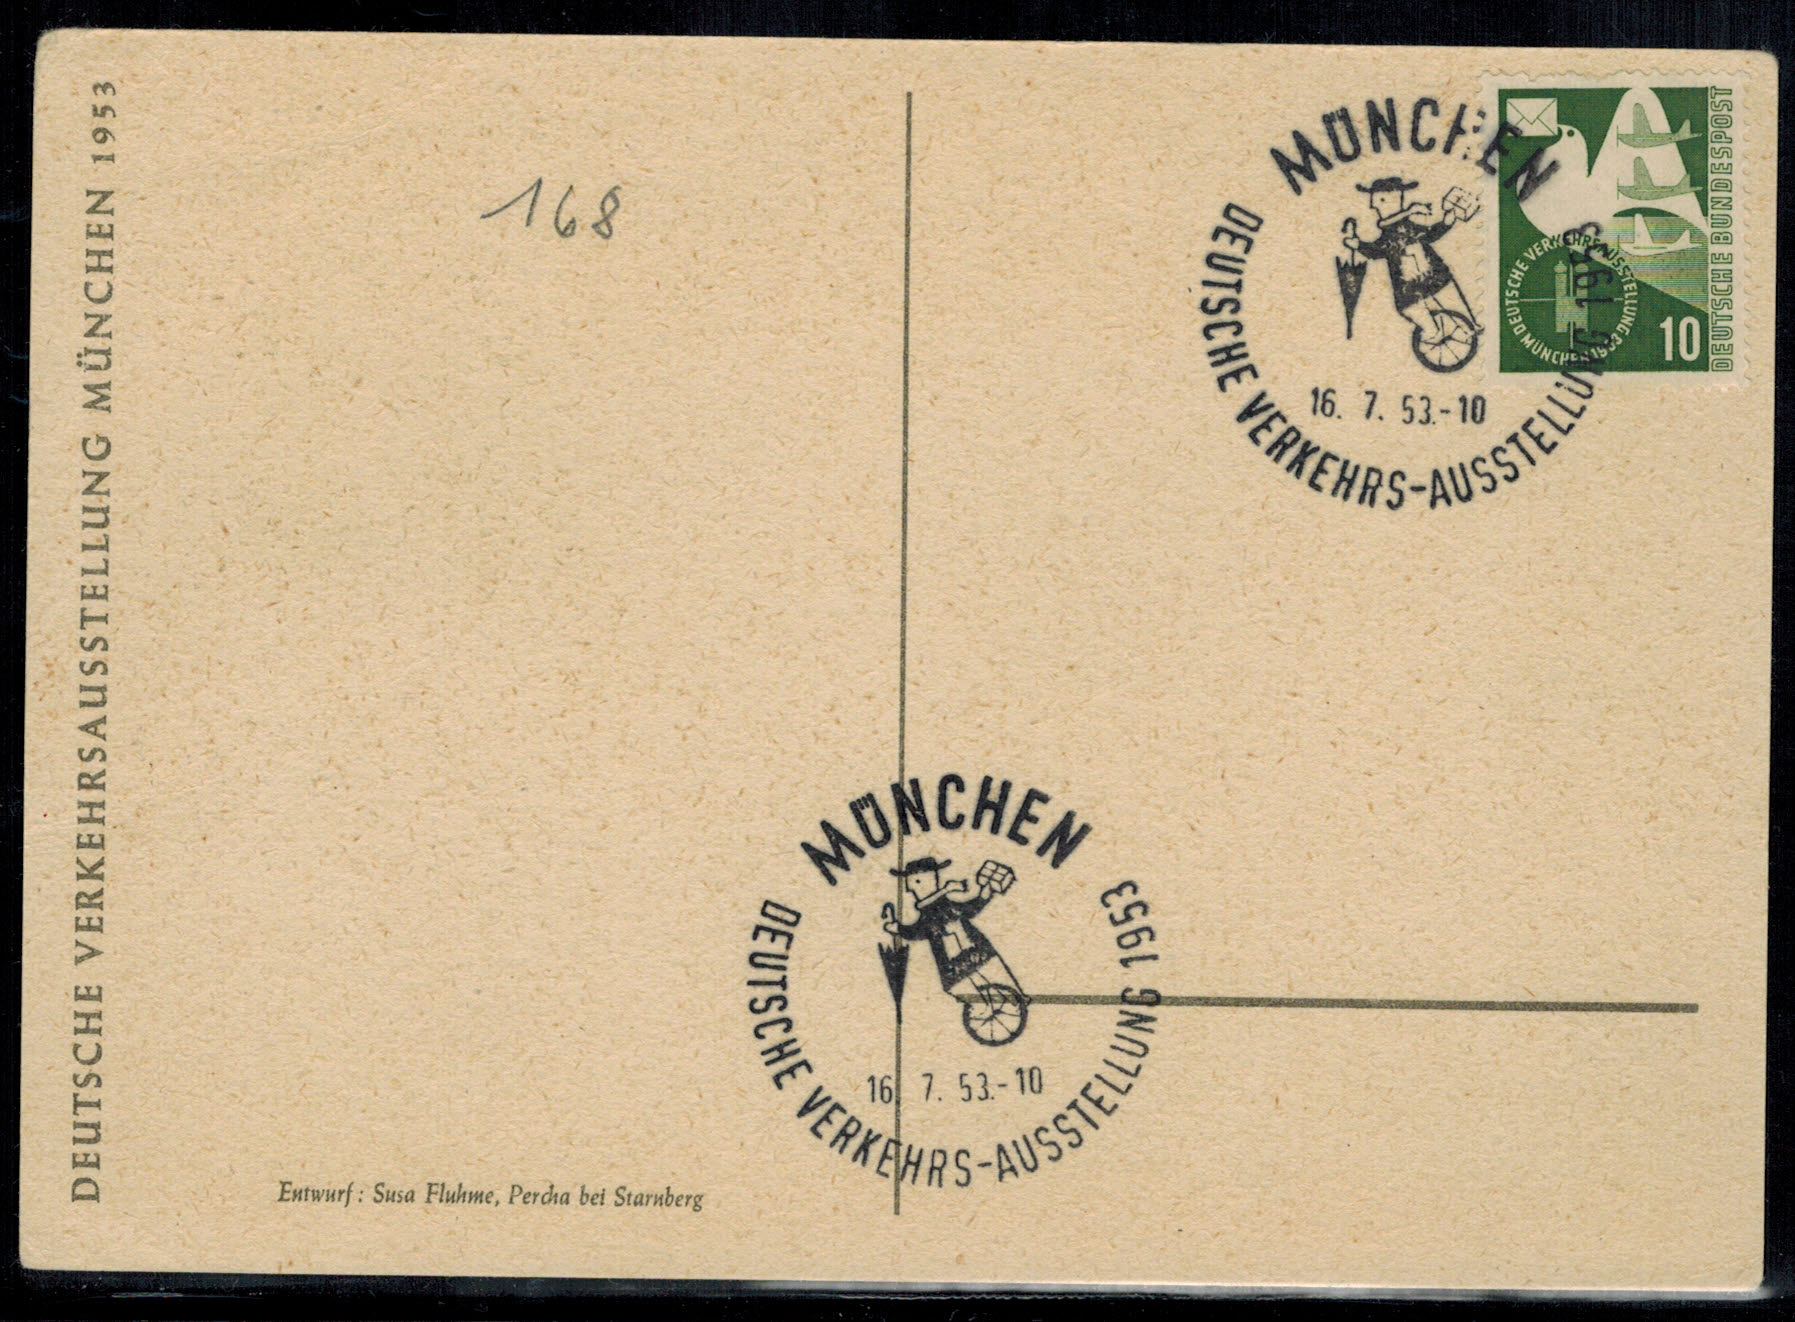 DEUTSCHE VERKEHRSAUSSTELLUNG MÜNCHEN 1953
168
MÜNCHEN
DEUTSCHE VERKEHRS-AUSSTELLUNG 1953
16. 7. 53.-10
DEUTSCHE VERKEHRSAUSSTELLUNG
MÜNCHEN 1953
10
DEUTSCHE BUNDESPOST
MÜNCHEN
DEUTSCHE VERKEHRS-AUSSTELLUNG 1953
16. 7. 53.-10
Entwurf: Susa Fluhme, Percha bei Starnberg